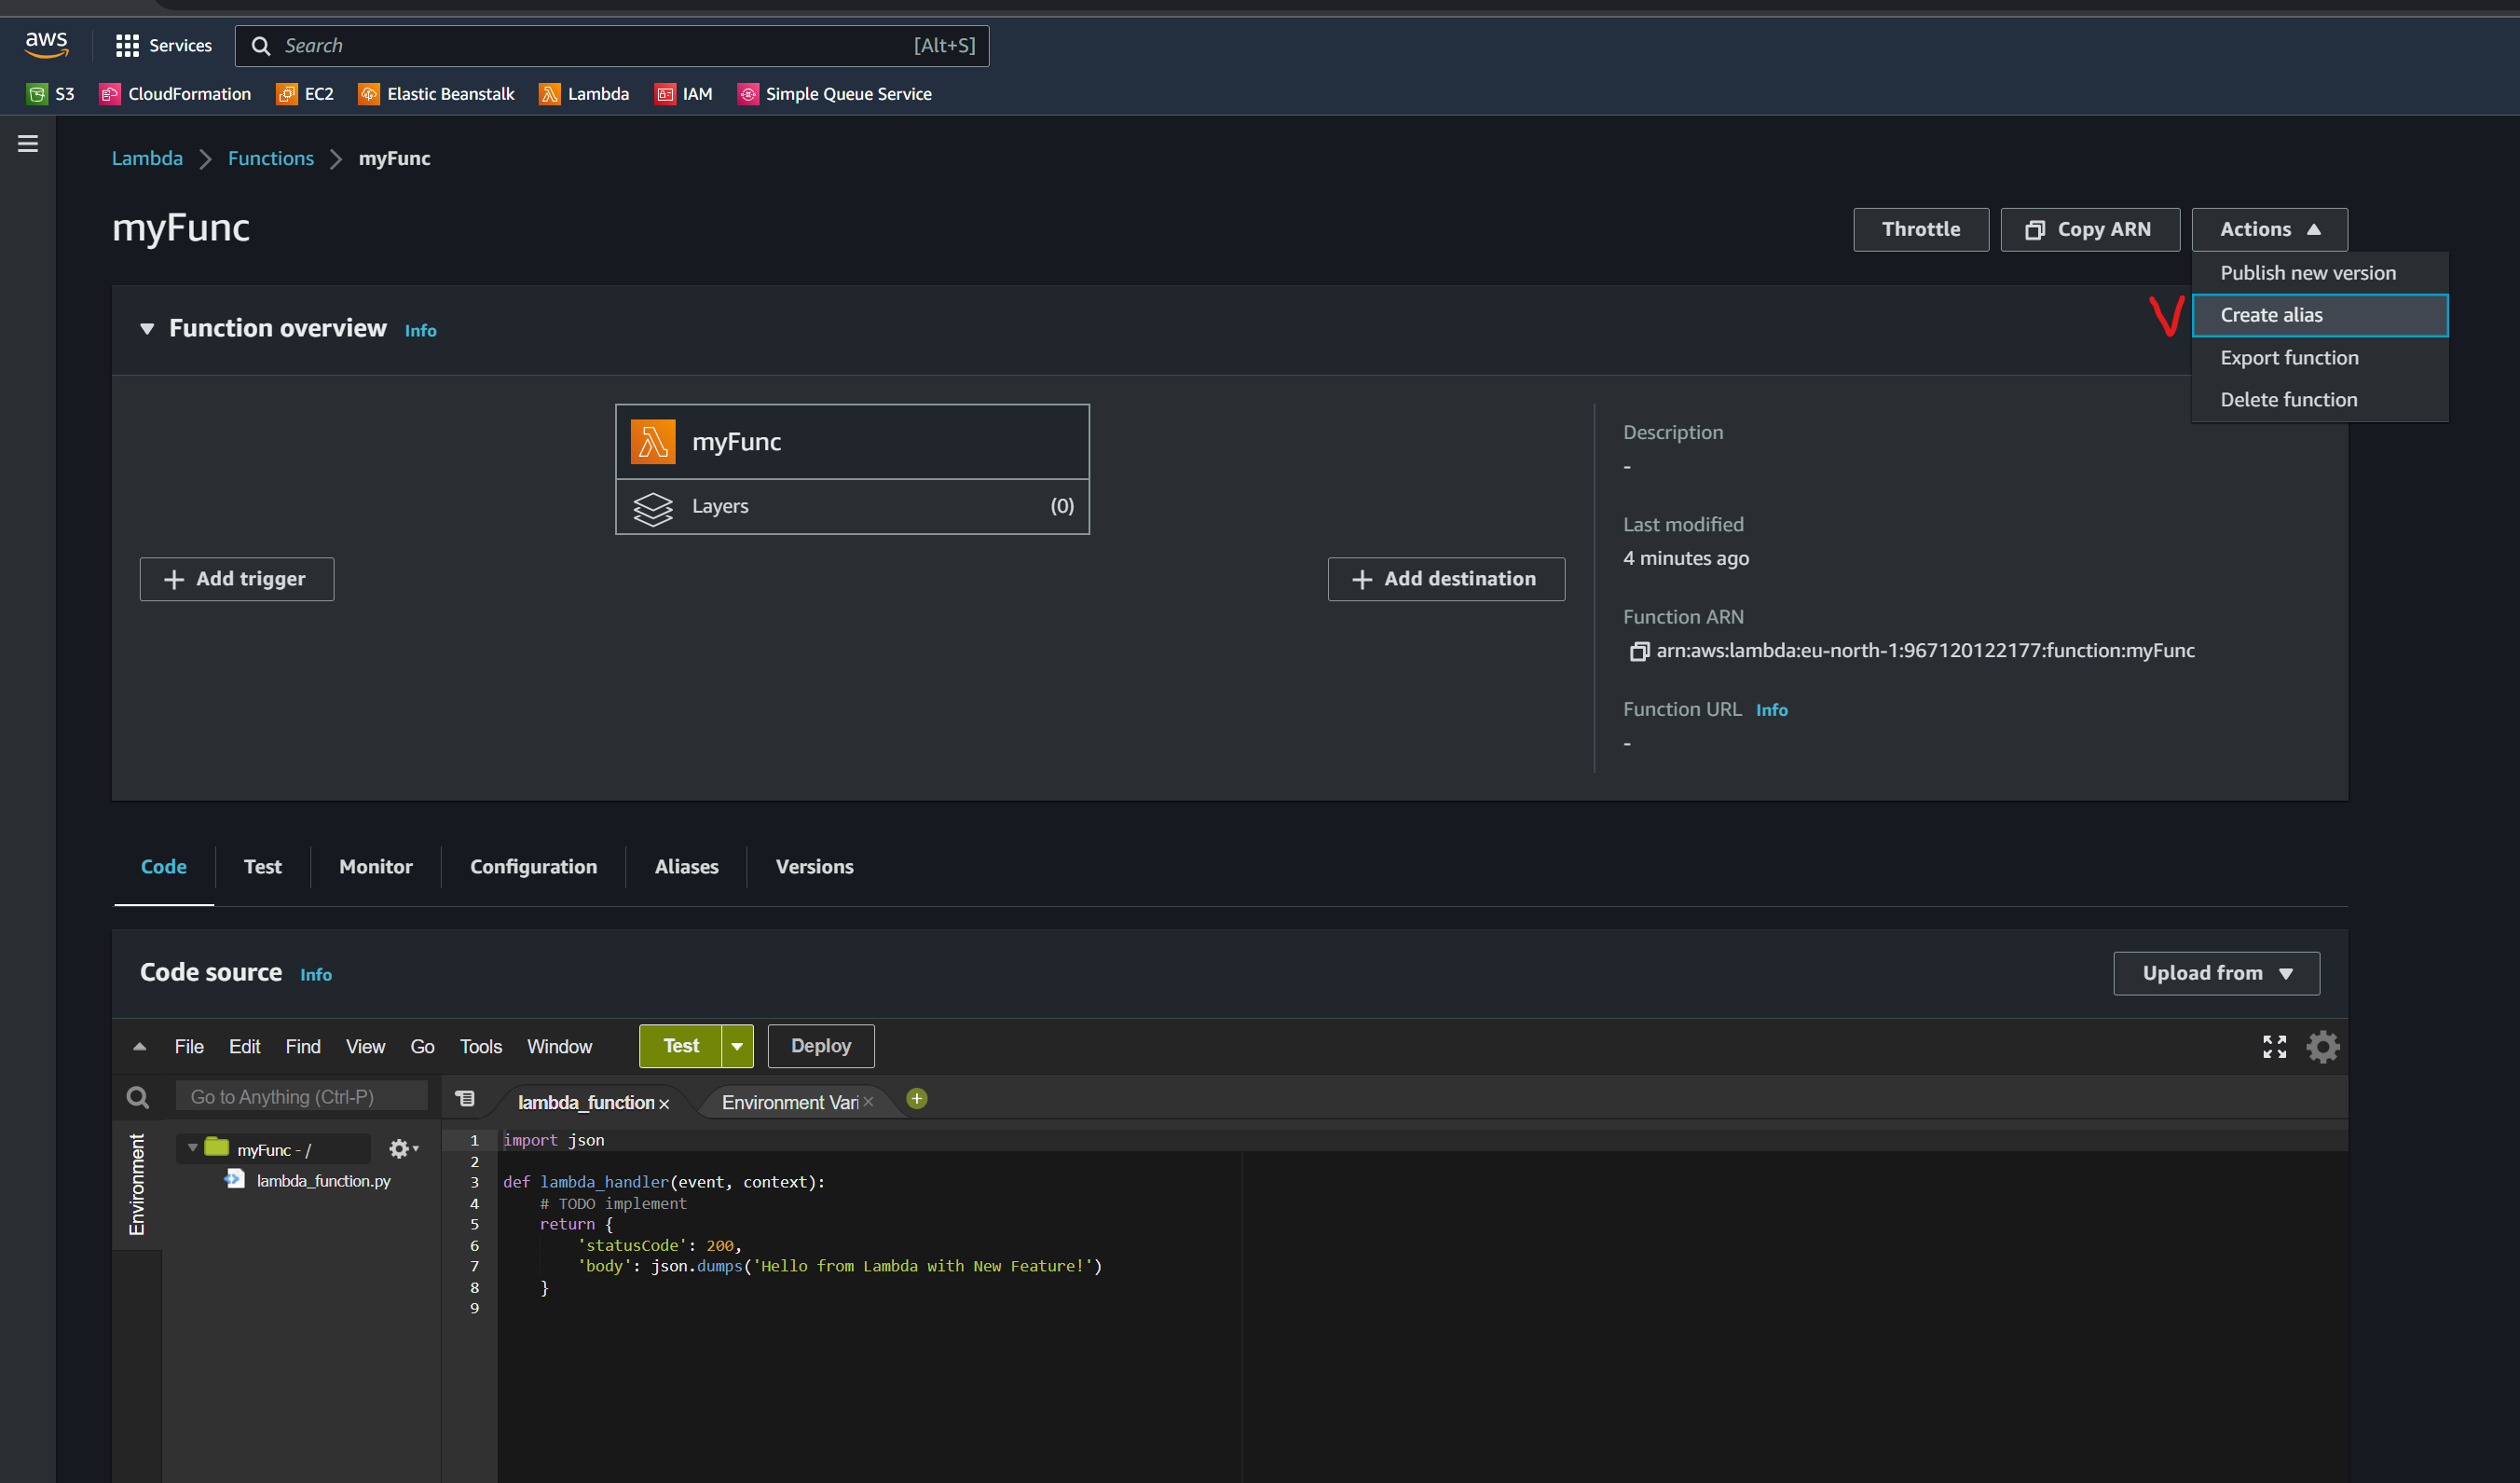 aws
Services
Search
[Alt+S]
S3
CloudFormation
EC2
Elastic Beanstalk
Lambda
IAM
Simple Queue Service
Lambda
Functions
myFunc
myFunc
Throttle
Copy ARN
Actions
Publish new version
Create alias
Export function
Delete function
Function overview
Info
myFunc
Layers
(0)
Add trigger
Add destination
Description
-
Last modified
4 minutes ago
Function ARN
arn:aws:lambda:eu-north-1:967120122177:function:myFunc
Function URL
Info
-
Code
Test
Monitor
Configuration
Aliases
Versions
Code source
Info
Upload from
File
Edit
Find
View
Go
Tools
Window
Test
Deploy
Go to Anything (Ctrl-P)
lambda_function
Environment Vari
Environment
myFunc - /
lambda_function.py
1 import json
2
3 def lambda_handler(event, context):
4     # TODO implement
5     return {
6         'statusCode': 200,
7         'body': json.dumps('Hello from Lambda with New Feature!')
8     }
9